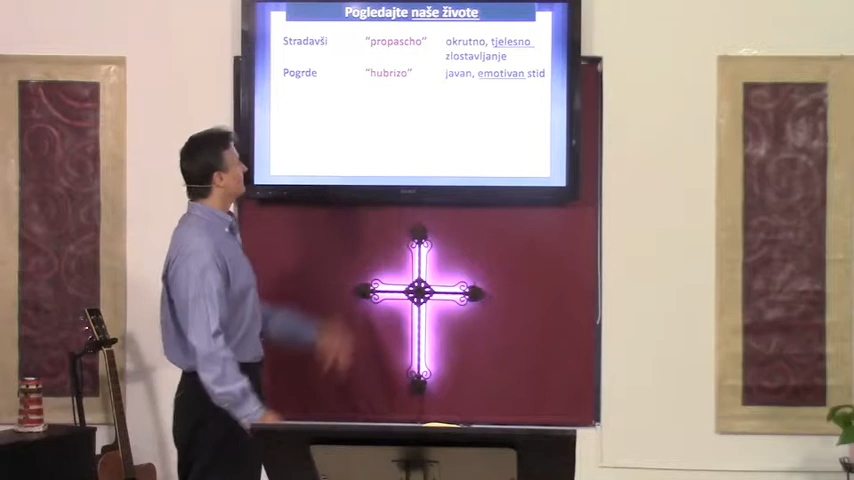 Pogledajte naše živote
Stradavši "propascho" okrutno, tjelesno
zlostavljanje
Pogrde "hubrizo" javan, emotivan stid